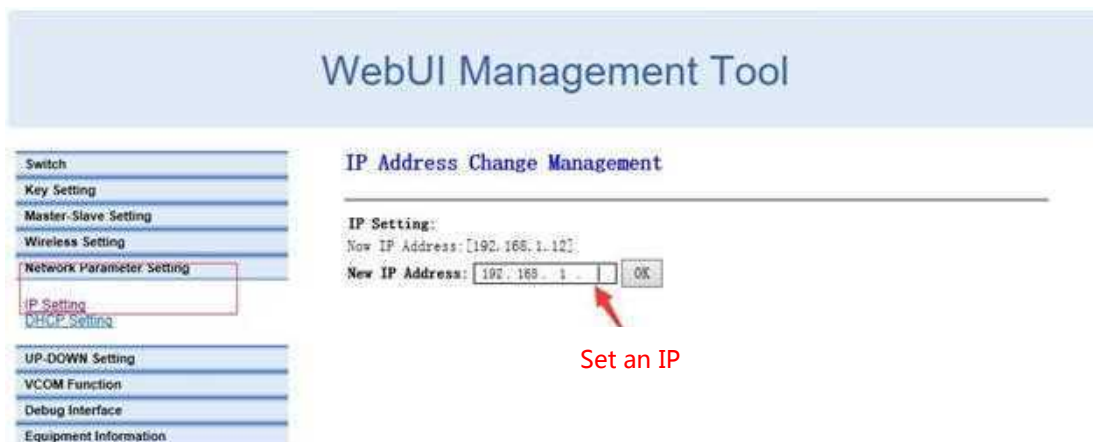 WebUI Management Tool
Switch
Key Setting
Master-Slave Setting
Wireless Setting
Network Parameter Setting
IP Setting
DHCP Setting
UP-DOWN Setting
VCOM Function
Debug Interface
Equipment Information
IP Address Change Management
IP Setting:
Now IP Address:[192.168.1.12]
New IP Address: 192.168. 1 . OK
Set an IP